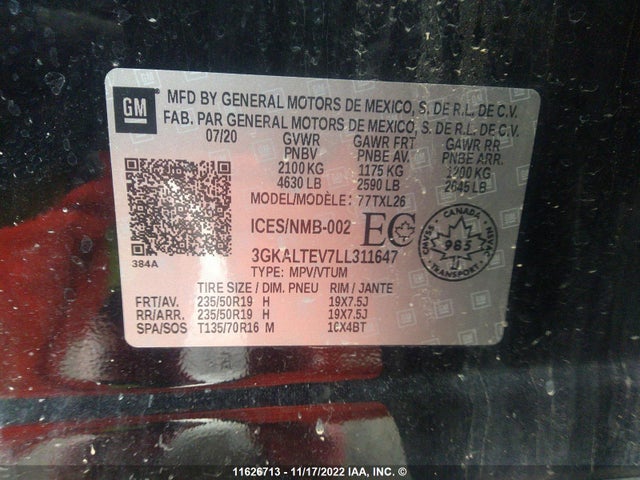 GM
MFD BY GENERAL MOTORS DE MEXICO, S. DE R.L. DE C.V.
FAB. PAR GENERAL MOTORS DE MEXICO, S. DE R.L. DE C.V.
07/20 GVWR GAWR FRT GAWR RR
PNBV PNBE AV. PNBE ARR.
2100 KG 1175 KG 1200 KG
4630 LB 2590 LB 2645 LB
MODEL/MODÈLE: 77TXL26
ICES/NMB-002 EC
CANADA
SVMAC 985 NSVAC
TRANSPORT
3GKALTEV7LL311647
384A
TYPE: MPV/VTUM
TIRE SIZE / DIM. PNEU RIM / JANTE
FRT/AV. 235/50R19 H 19X7.5J
RR/ARR. 235/50R19 H 19X7.5J
SPA/SOS T135/70R16 M 16X4BT
11626713 - 11/17/2022 IAA, INC. ©